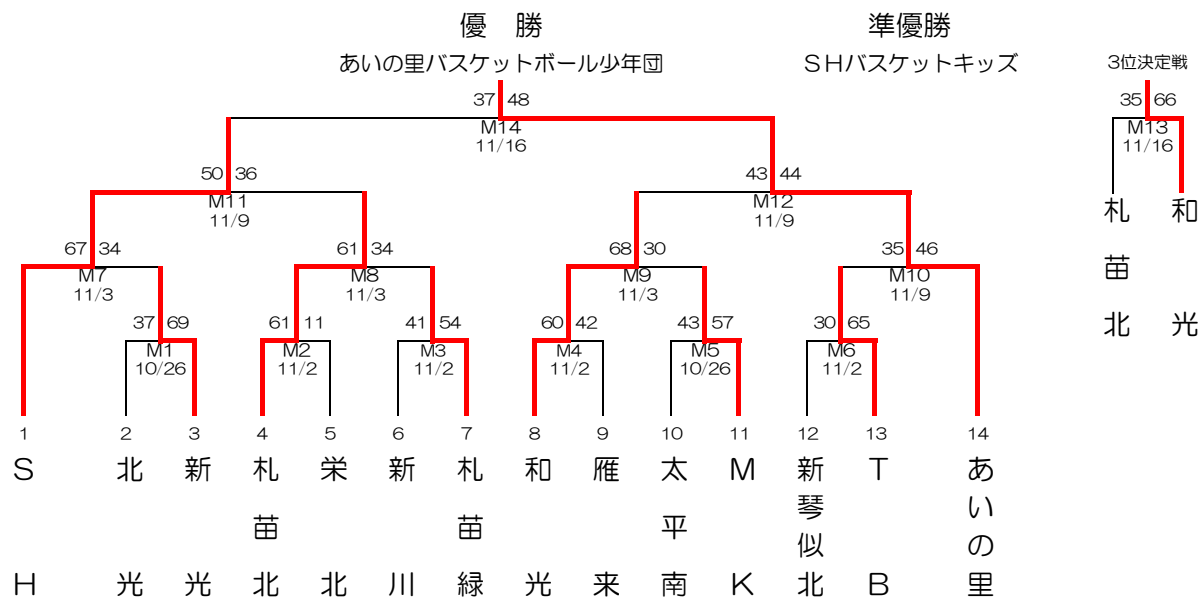 優 勝
準優勝
あいの里バスケットボール少年団
SHバスケットキッズ
3位決定戦
37 48
M14
11/16
35 66
M13
11/16
札苗北
和光
50 36
M11
11/9
43 44
M12
11/9
67 34
M7
11/3
61 34
M8
11/3
68 30
M9
11/3
35 46
M10
11/9
37 69
M1
10/26
61 11
M2
11/2
41 54
M3
11/2
60 42
M4
11/2
43 57
M5
10/26
30 65
M6
11/2
1 2 3 4 5 6 7 8 9 10 11 12 13 14
SH
北光
新光
札苗北
栄北
新川
札苗緑
和光
雁来
太平南
MK
新琴似北
TB
あいの里